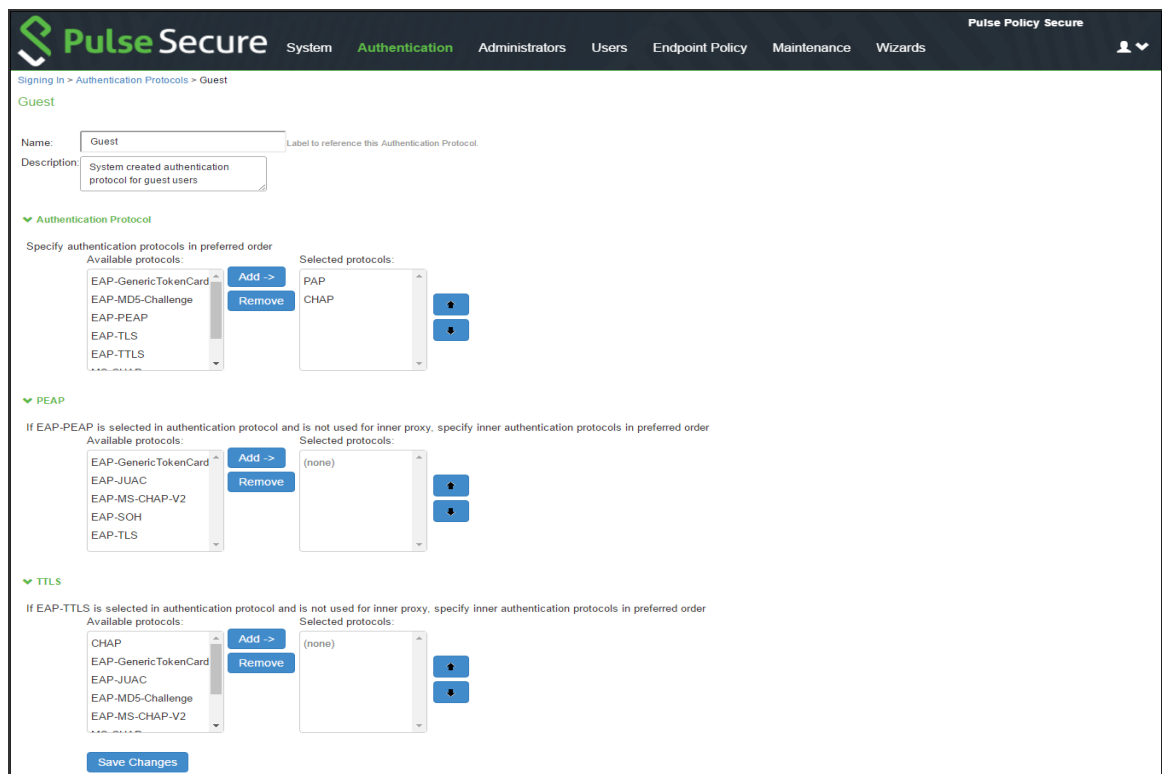 Pulse Policy Secure
Pulse Secure System Authentication Administrators Users Endpoint Policy Maintenance Wizards
Signing In > Authentication Protocols > Guest
Guest
Name: Guest Label to reference this Authentication Protocol.
Description: System created authentication
protocol for guest users
Authentication Protocol
Specify authentication protocols in preferred order
Available protocols: Selected protocols:
EAP-GenericTokenCard Add -> PAP
EAP-MD5-Challenge Remove CHAP
EAP-PEAP
EAP-TLS
EAP-TTLS
PEAP
If EAP-PEAP is selected in authentication protocol and is not used for inner proxy, specify inner authentication protocols in preferred order
Available protocols: Selected protocols:
EAP-GenericTokenCard Add -> (none)
EAP-JUAC Remove
EAP-MS-CHAP-V2
EAP-SOH
EAP-TLS
TTLS
If EAP-TTLS is selected in authentication protocol and is not used for inner proxy, specify inner authentication protocols in preferred order
Available protocols: Selected protocols:
CHAP Add -> (none)
EAP-GenericTokenCard Remove
EAP-JUAC
EAP-MD5-Challenge
EAP-MS-CHAP-V2
Save Changes